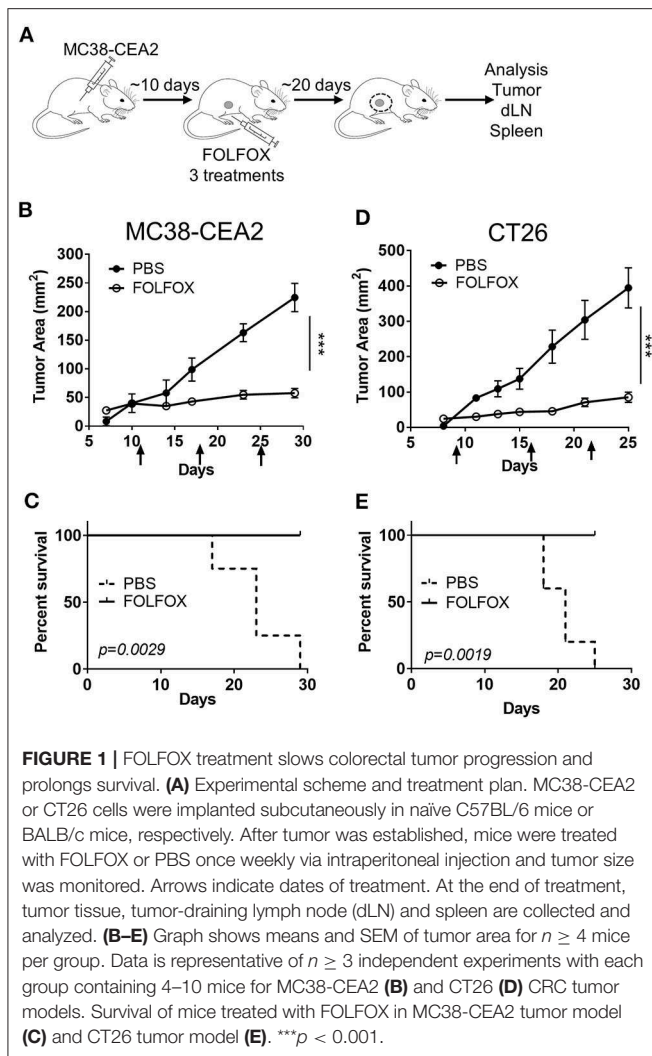 A
MC38-CEA2
~10 days
~20 days
FOLFOX
3 treatments
Analysis
Tumor
dLN
Spleen
B
MC38-CEA2
Tumor Area (mm²)
300
250
200
150
100
50
0
PBS
FOLFOX
***
5 10 15 20 25 30
Days
D
CT26
Tumor Area (mm²)
500
400
300
200
100
0
PBS
FOLFOX
***
5 10 15 20 25
Days
C
Percent survival
100
50
0
PBS
FOLFOX
p=0.0029
0 10 20 30
Days
E
Percent survival
100
50
0
PBS
FOLFOX
p=0.0019
0 10 20 30
Days
FIGURE 1 | FOLFOX treatment slows colorectal tumor progression and
prolongs survival. (A) Experimental scheme and treatment plan. MC38-CEA2
or CT26 cells were implanted subcutaneously in naïve C57BL/6 mice or
BALB/c mice, respectively. After tumor was established, mice were treated
with FOLFOX or PBS once weekly via intraperitoneal injection and tumor size
was monitored. Arrows indicate dates of treatment. At the end of treatment,
tumor tissue, tumor-draining lymph node (dLN) and spleen are collected and
analyzed. (B–E) Graph shows means and SEM of tumor area for n ≥ 4 mice
per group. Data is representative of n ≥ 3 independent experiments with each
group containing 4–10 mice for MC38-CEA2 (B) and CT26 (D) CRC tumor
models. Survival of mice treated with FOLFOX in MC38-CEA2 tumor model
(C) and CT26 tumor model (E). ***p < 0.001.